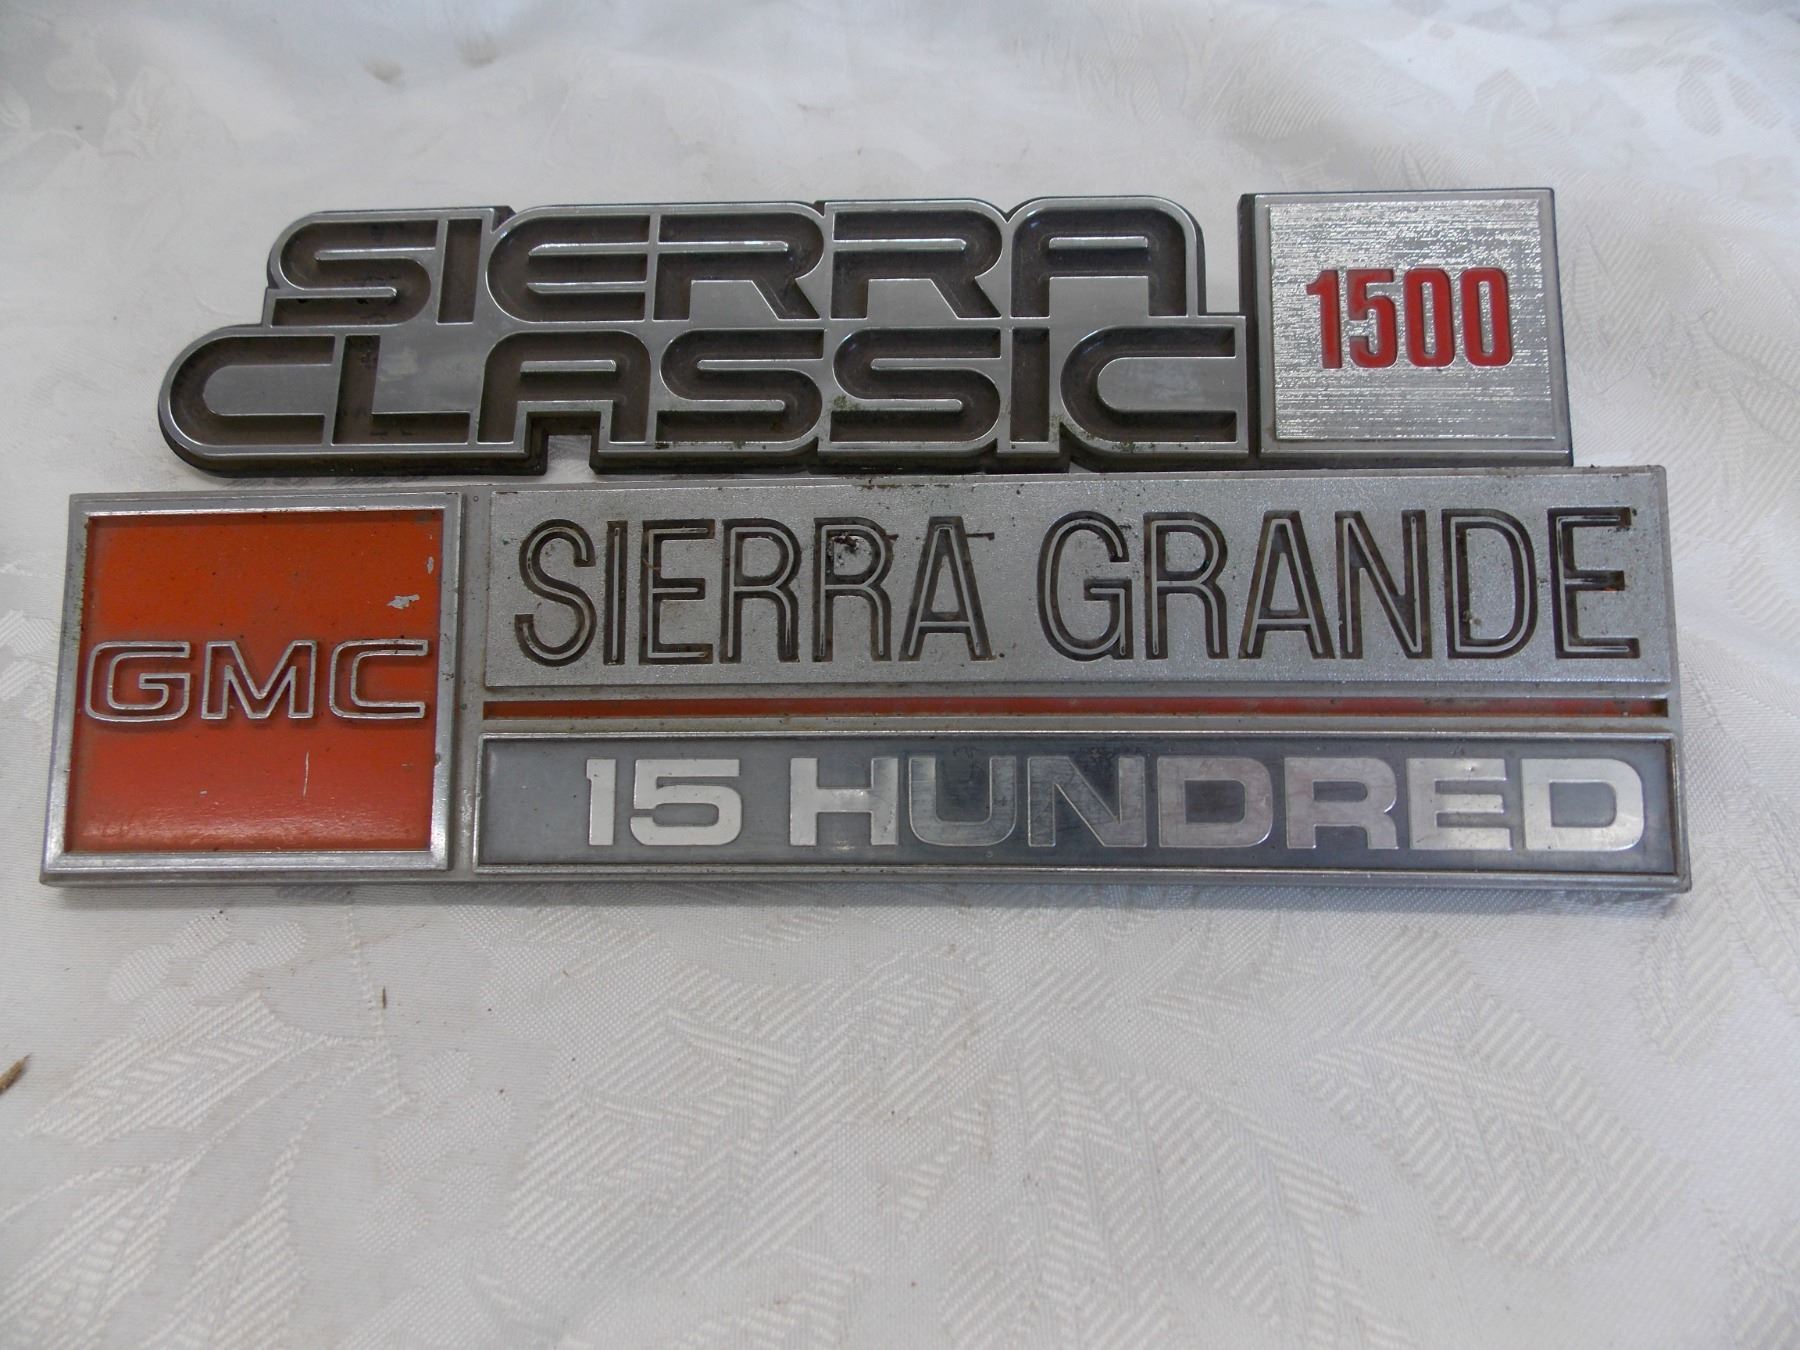 SIERRA
CLASSIC 1500
GMC
SIERRA GRANDE
15 HUNDRED